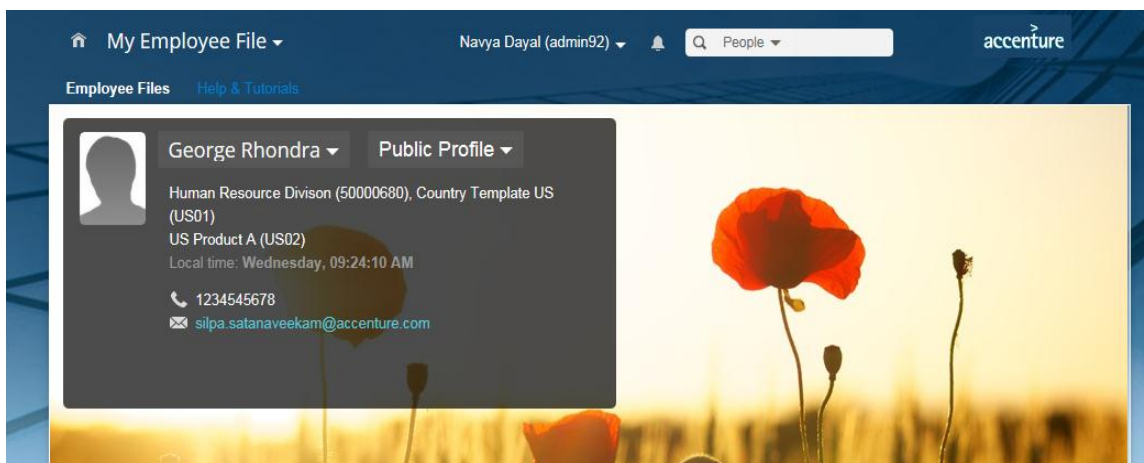 My Employee File
Navya Dayal (admin92)
People
accenture
Employee Files Help & Tutorials
George Rhondra
Public Profile
Human Resource Divison (50000680), Country Template US
(US01)
US Product A (US02)
Local time: Wednesday, 09:24:10 AM
1234545678
silpa.satanaveekam@accenture.com